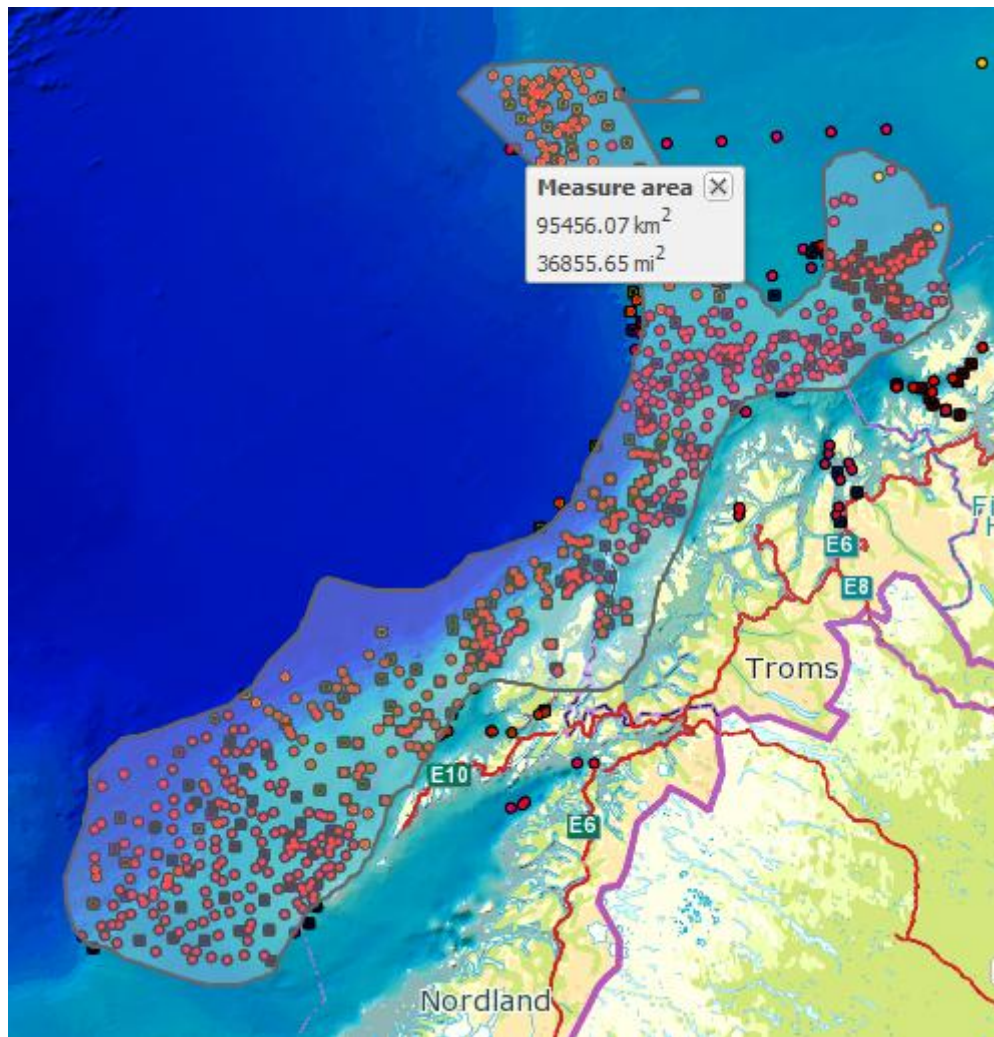 Measure area
95456.07 km²
36855.65 mi²
E6
E8
Troms
E10
E6
Nordland